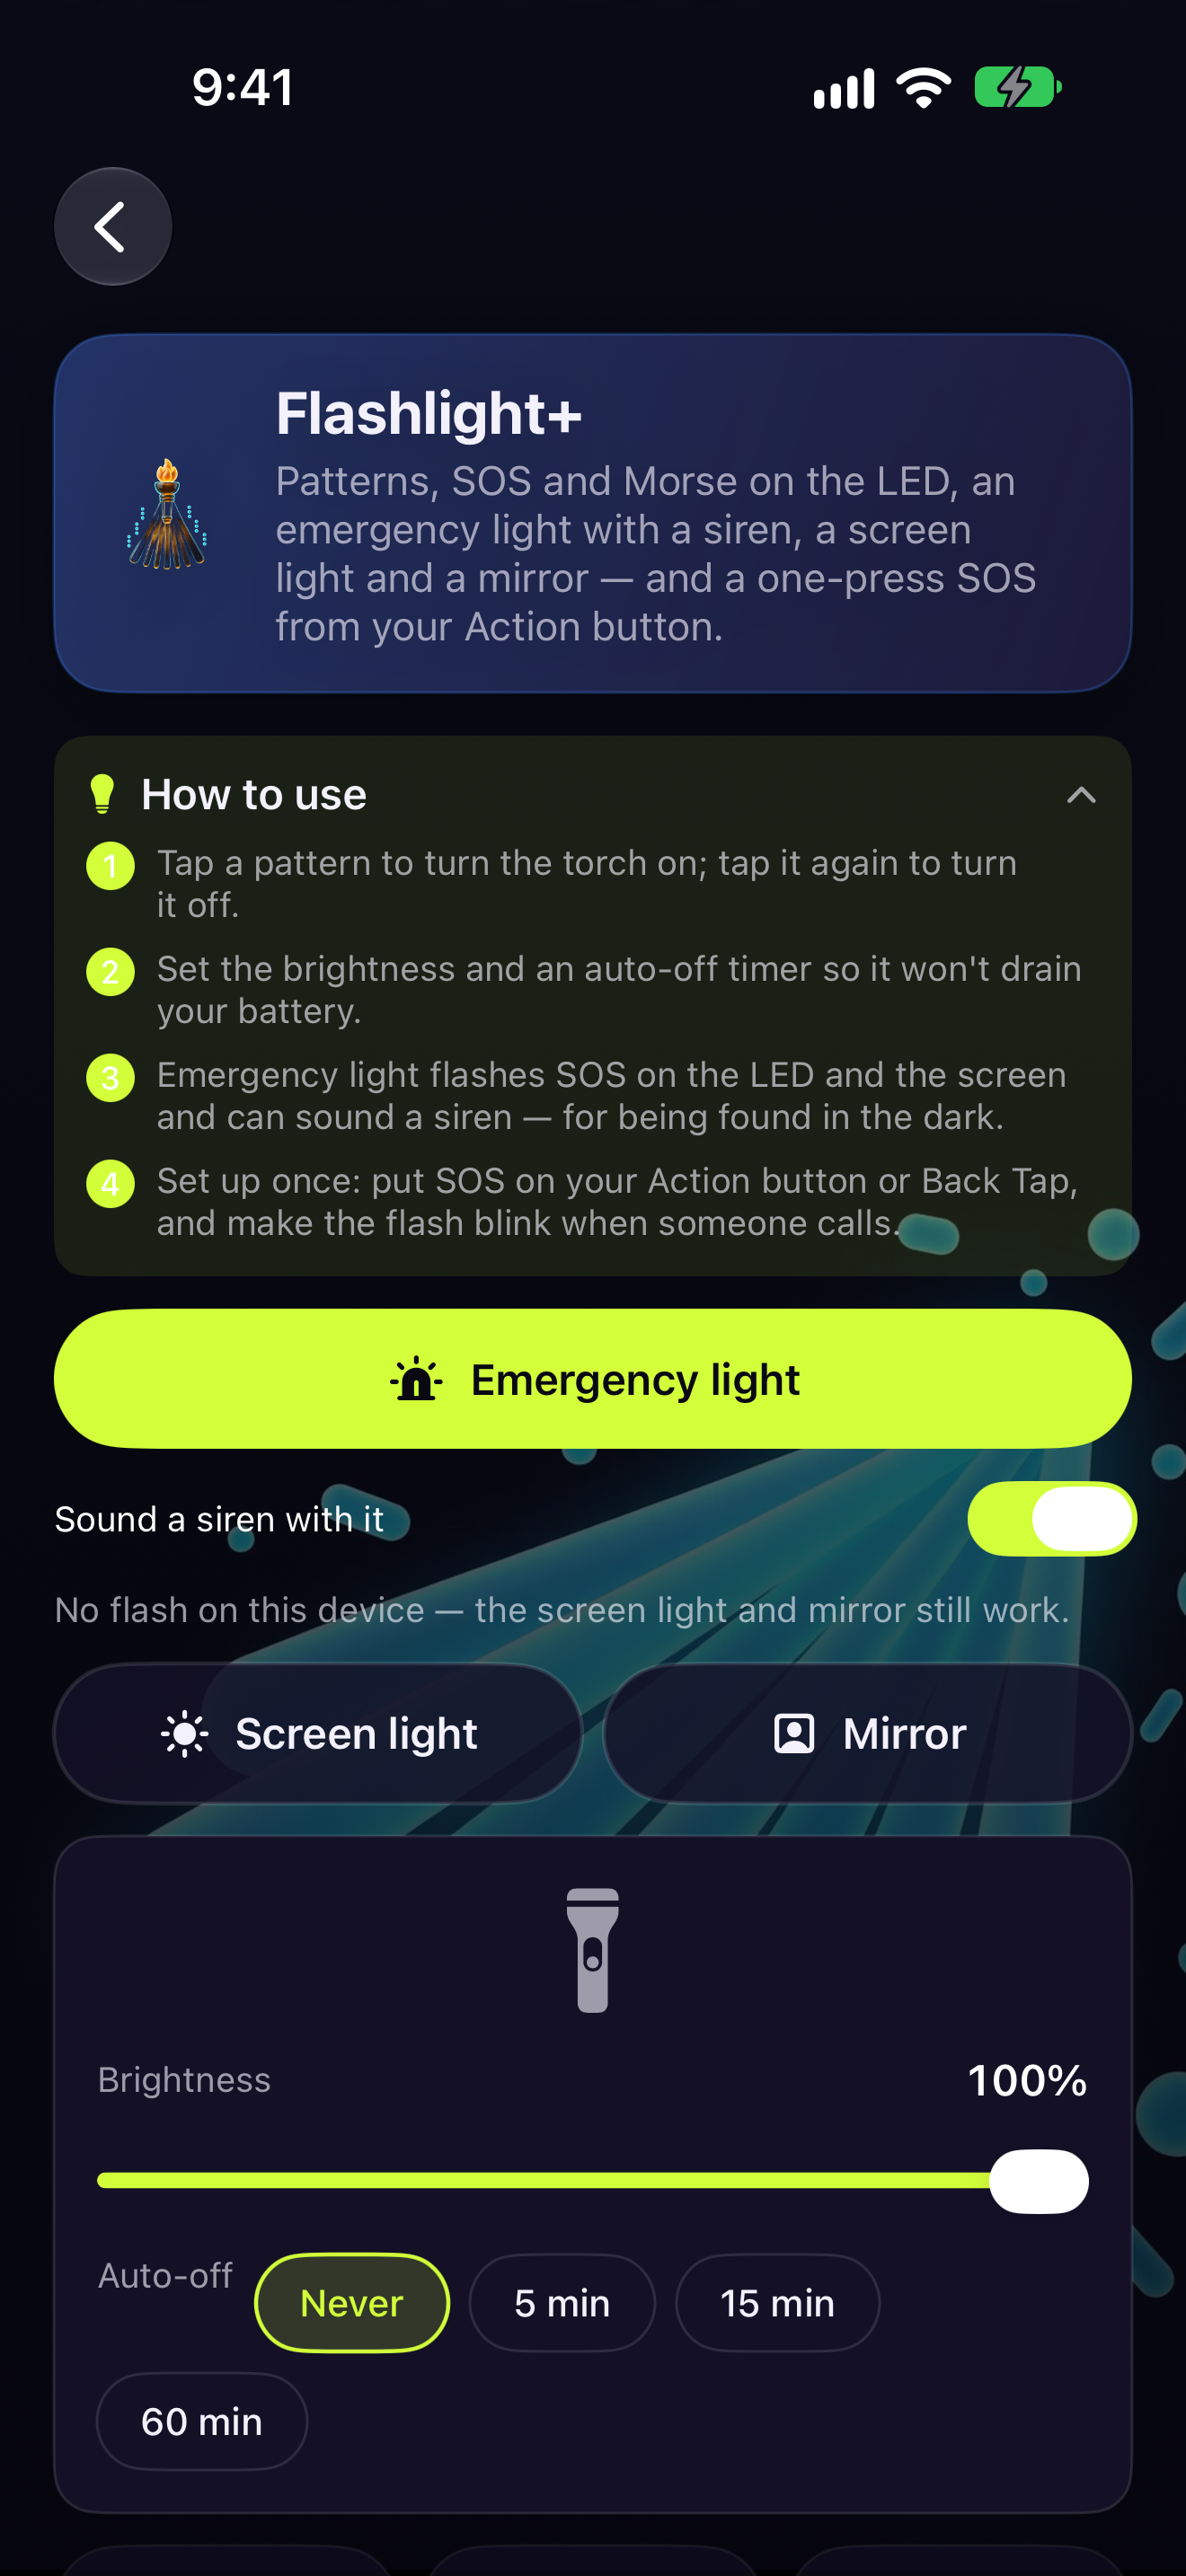 9:41
Flashlight+
Patterns, SOS and Morse on the LED, an
emergency light with a siren, a screen
light and a mirror — and a one-press SOS
from your Action button.
How to use
1 Tap a pattern to turn the torch on; tap it again to turn
it off.
2 Set the brightness and an auto-off timer so it won't drain
your battery.
3 Emergency light flashes SOS on the LED and the screen
and can sound a siren — for being found in the dark.
4 Set up once: put SOS on your Action button or Back Tap,
and make the flash blink when someone calls.
Emergency light
Sound a siren with it
No flash on this device — the screen light and mirror still work.
Screen light Mirror
Brightness 100%
Auto-off Never 5 min 15 min
60 min